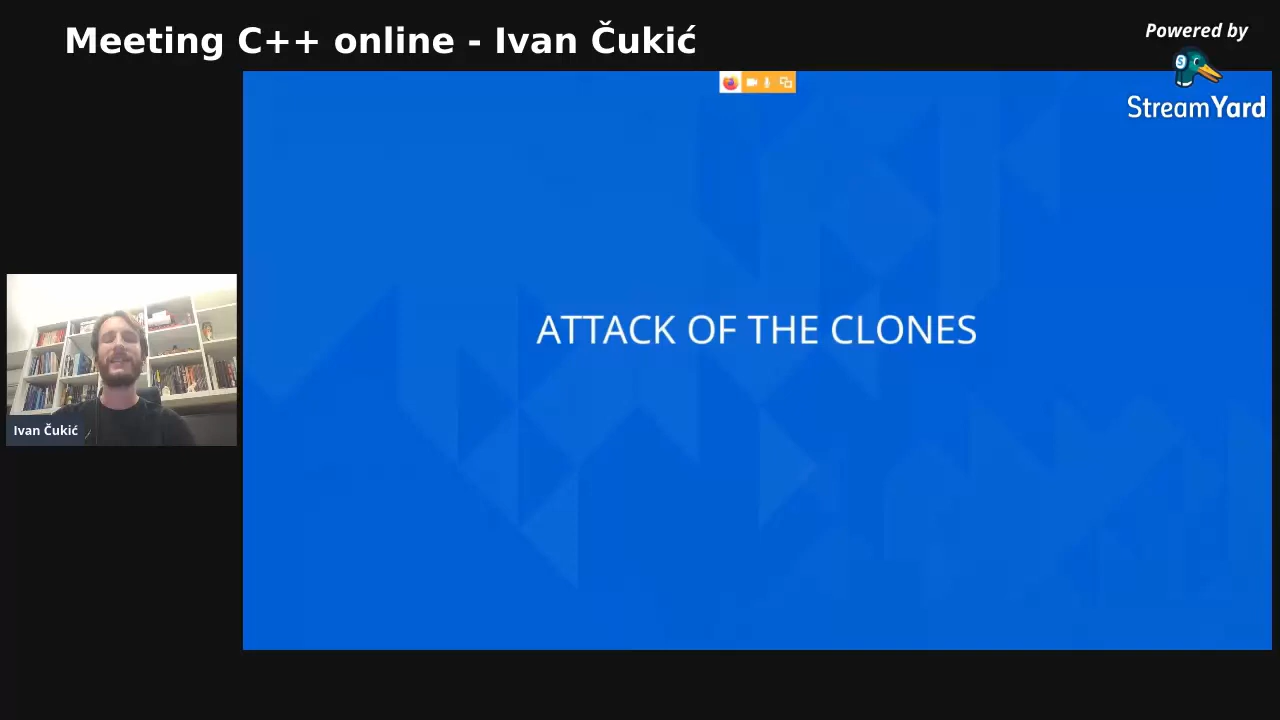 Meeting C++ online - Ivan Čukić
Powered by
StreamYard
ATTACK OF THE CLONES
Ivan Čukić